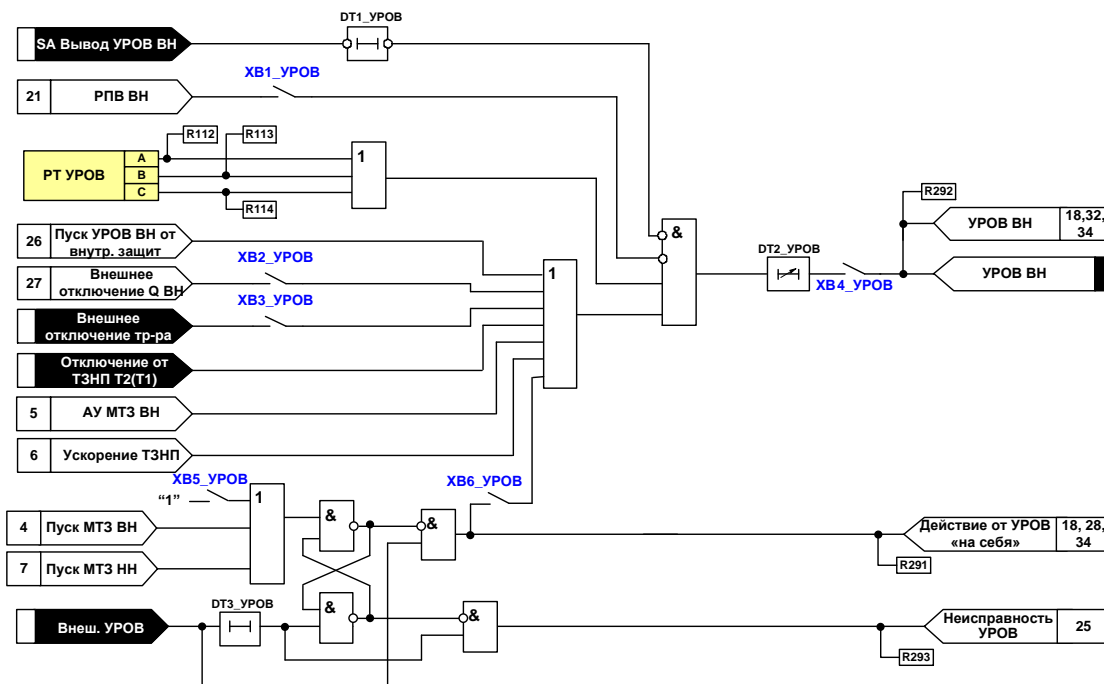 DT1_УРОВ
SA Вывод УРОВ ВН
XB1_УРОВ
21 РПВ ВН
R112 R113
РТ УРОВ
A
B
C
1
R114
R292
УРОВ ВН 18,32,
34
26 Пуск УРОВ ВН от
внутр. защит
&
DT2_УРОВ
XB2_УРОВ
1
27 Внешнее
отключение Q ВН
XB4_УРОВ
УРОВ ВН
XB3_УРОВ
Внешнее
отключение тр-ра
Отключение от
ТЗНП Т2(Т1)
5 АУ МТЗ ВН
6 Ускорение ТЗНП
XB5_УРОВ
XB6_УРОВ
“1”
1
4 Пуск МТЗ ВН
&
&
Действие от УРОВ
«на себя»
18, 28,
34
7 Пуск МТЗ НН
R291
DT3_УРОВ
&
&
Внеш. УРОВ
Неисправность
УРОВ
25
R293